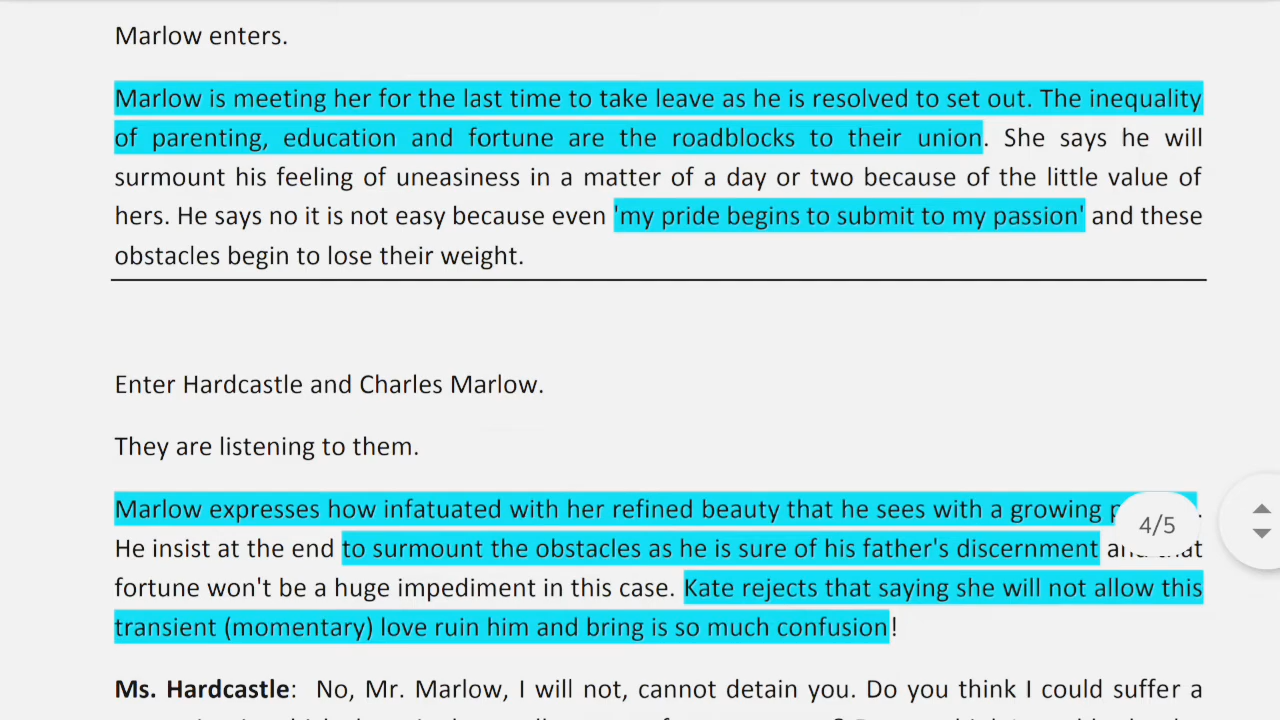 Marlow enters.
Marlow is meeting her for the last time to take leave as he is resolved to set out. The inequality
of parenting, education and fortune are the roadblocks to their union. She says he will
surmount his feeling of uneasiness in a matter of a day or two because of the little value of
hers. He says no it is not easy because even 'my pride begins to submit to my passion' and these
obstacles begin to lose their weight.
Enter Hardcastle and Charles Marlow.
They are listening to them.
Marlow expresses how infatuated with her refined beauty that he sees with a growing
4/5
He insist at the end to surmount the obstacles as he is sure of his father's discernment and that
fortune won't be a huge impediment in this case. Kate rejects that saying she will not allow this
transient (momentary) love ruin him and bring is so much confusion!
Ms. Hardcastle: No, Mr. Marlow, I will not, cannot detain you. Do you think I could suffer a